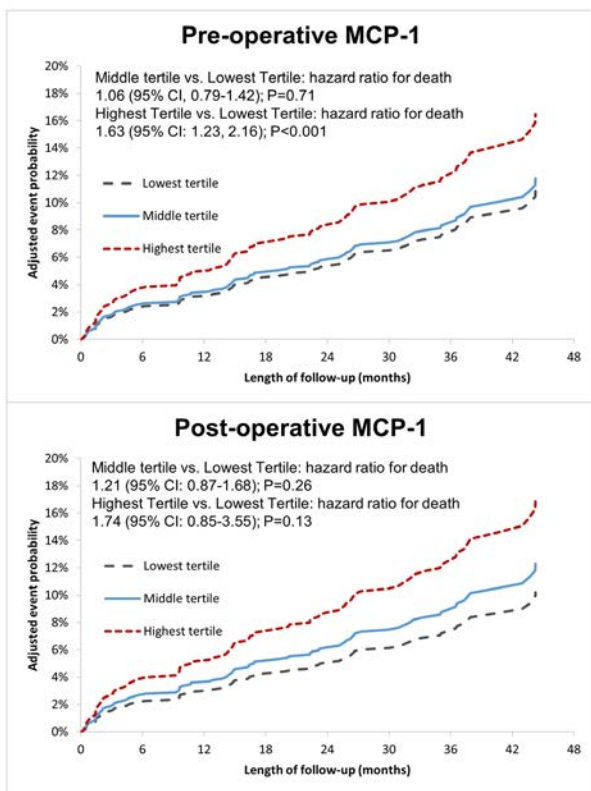 Pre-operative MCP-1
20%
18%
16%
14%
12%
10%
8%
6%
4%
2%
0%
Adjusted event probability
Middle tertile vs. Lowest Tertile: hazard ratio for death
1.06 (95% CI, 0.79-1.42); P=0.71
Highest Tertile vs. Lowest: hazard ratio for death
1.63 (95% CI: 1.23, 2.16); P<0.001
Lowest tertile
Middle tertile
Highest tertile
0 6 12 18 24 30 36 42 48
Length of follow-up (months)
Post-operative MCP-1
20%
18%
16%
14%
12%
10%
8%
6%
4%
2%
0%
Adjusted event probability
Middle tertile vs. Lowest Tertile: hazard ratio for death
1.21 (95% CI: 0.87-1.68); P=0.26
Highest Tertile vs. Lowest Tertile: hazard ratio for death
1.74 (95% CI: 0.85-3.55); P=0.13
Lowest tertile
Middle tertile
Highest tertile
0 6 12 18 24 30 36 42 48
Length of follow-up (months)